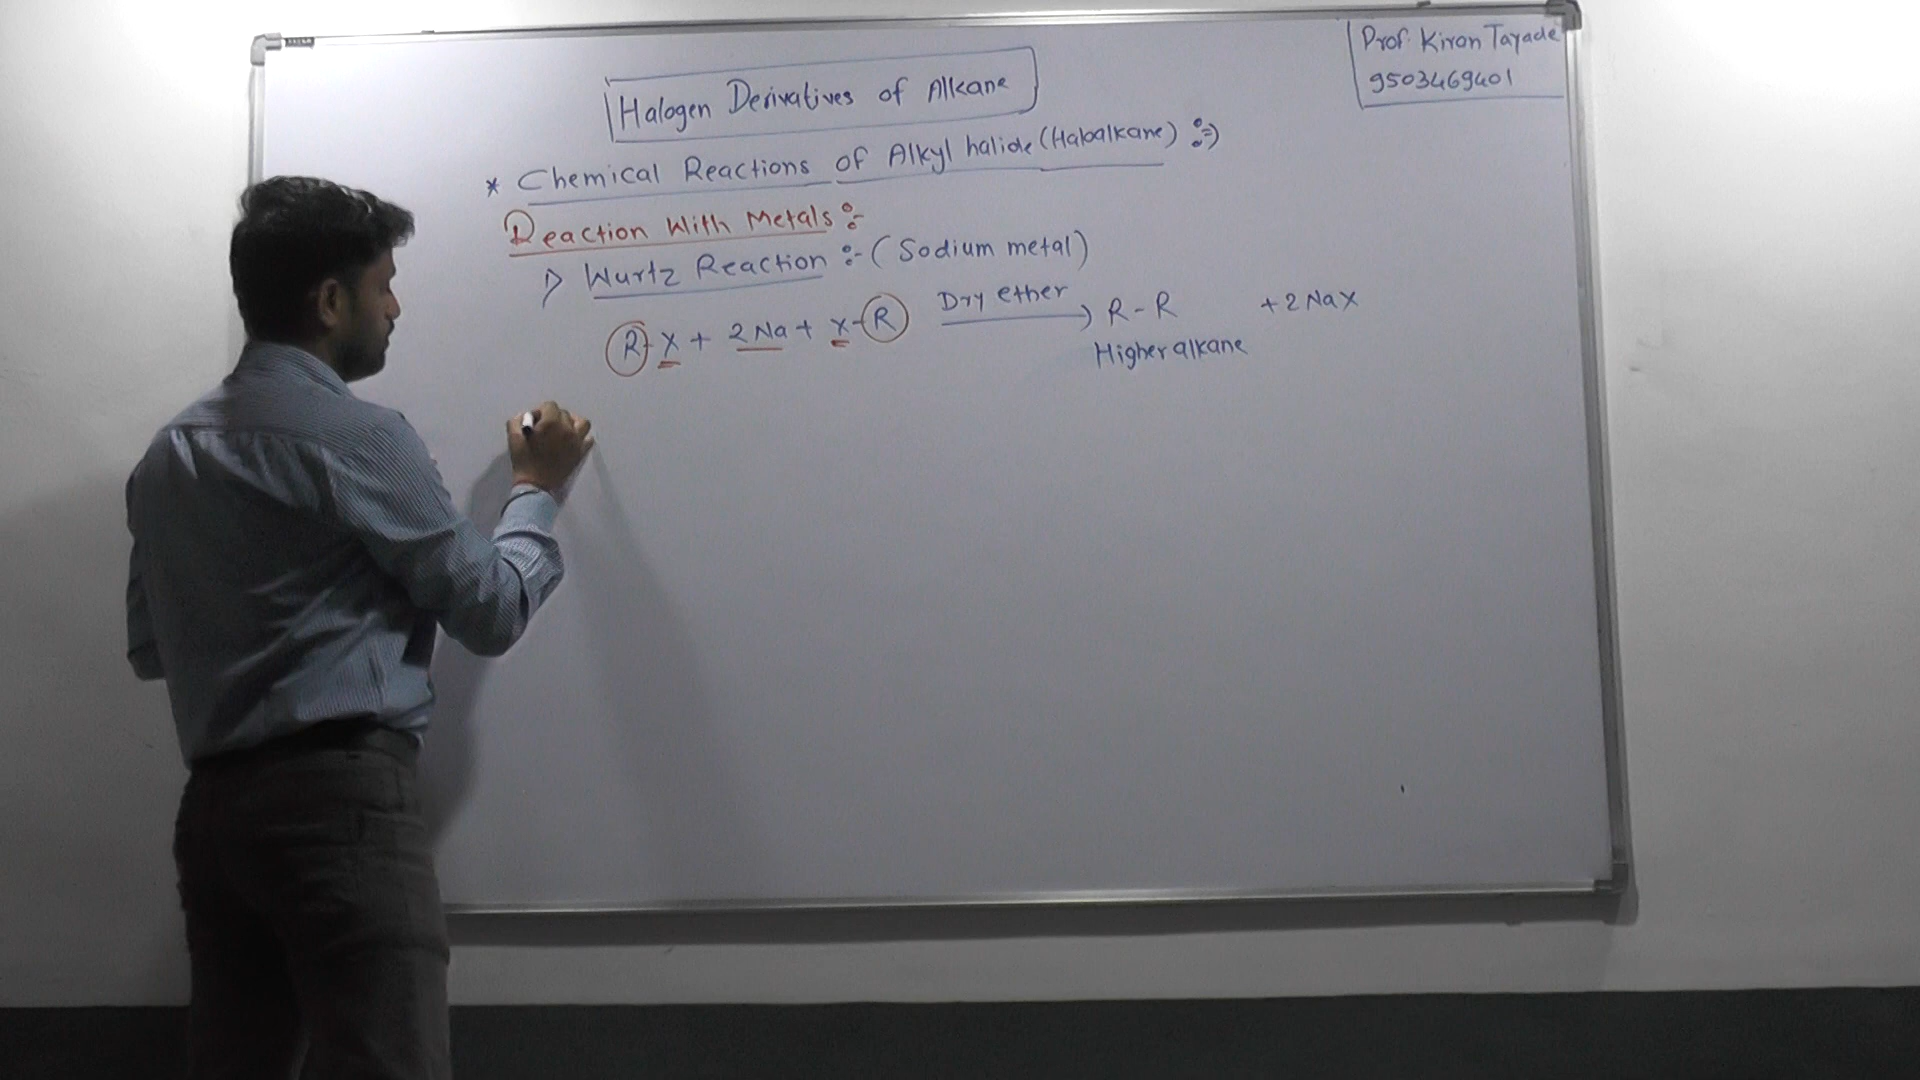 Prof. Kiran Tayade
9503469401
Halogen Derivatives of Alkane
* Chemical Reactions of Alkyl halide (Haloalkane) :⇒)
Reaction With Metals :-
1> Wurtz Reaction :- (Sodium metal)
R-X + 2Na + X-R Dry ether → R-R + 2NaX
Higher alkane